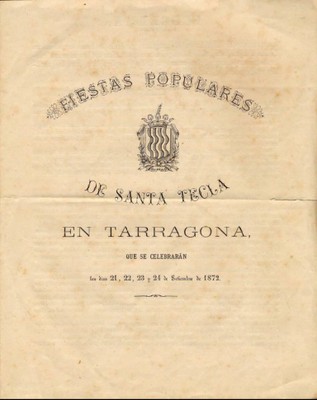 FIESTAS POPULARES
DE SANTA TECLA
EN TARRAGONA,
QUE SE CELEBRARÁN
los dias 21, 22, 23 y 24 de Setiembre de 1872.